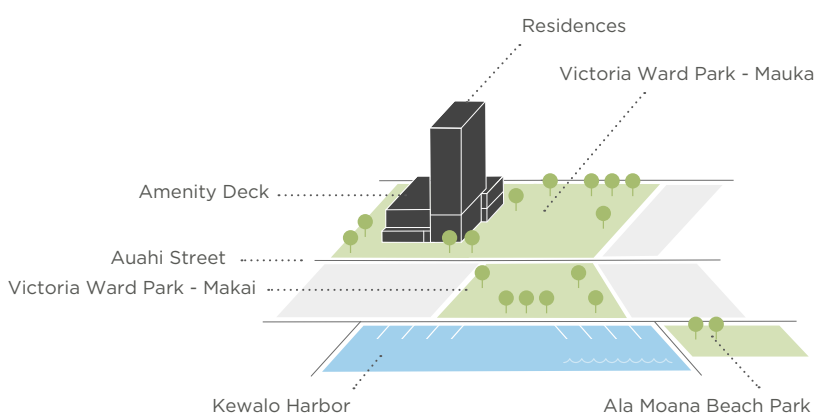 Residences
Victoria Ward Park - Mauka
Amenity Deck
Auahi Street
Victoria Ward Park - Makai
Kewalo Harbor
Ala Moana Beach Park